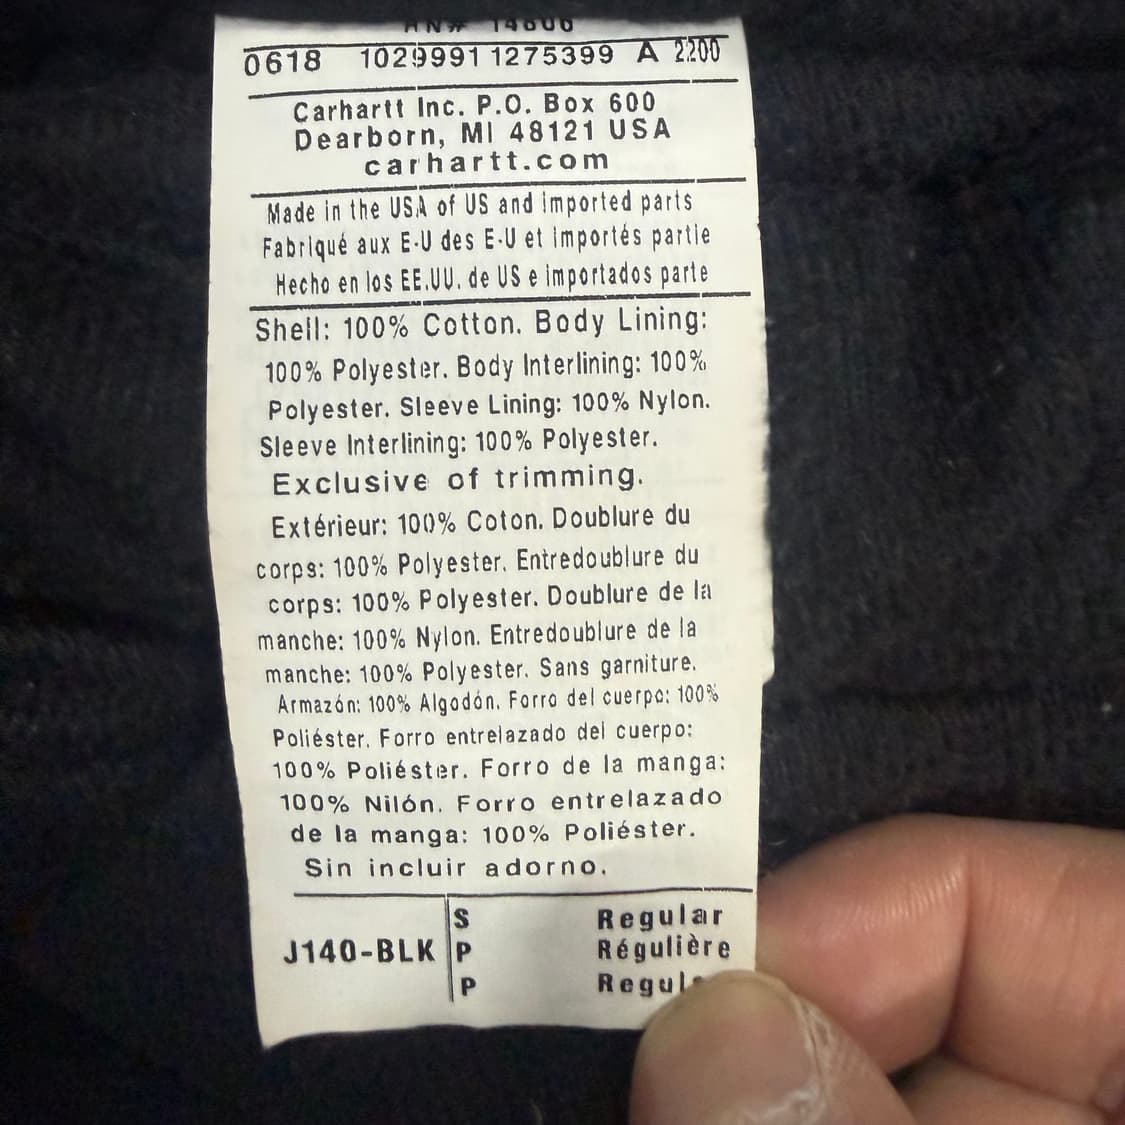 RN# 14806
0618 1029991 1275399 A 2200
Carhartt Inc. P.O. Box 600
Dearborn, MI 48121 USA
carhartt.com
Made in the USA of US and imported parts
Fabriqué aux E-U des E-U et importés partie
Hecho en los EE.UU. de US e importados parte
Shell: 100% Cotton. Body Lining:
100% Polyester. Body Interlining: 100%
Polyester. Sleeve Lining: 100% Nylon.
Sleeve Interlining: 100% Polyester.
Exclusive of trimming.
Extérieur: 100% Coton. Doublure du
corps: 100% Polyester. Entredoublure du
corps: 100% Polyester. Doublure de la
manche: 100% Nylon. Entredoublure de la
manche: 100% Polyester. Sans garniture.
Armazón: 100% Algodón. Forro del cuerpo: 100%
Poliéster. Forro entrelazado del cuerpo:
100% Poliéster. Forro de la manga:
100% Nilón. Forro entrelazado
de la manga: 100% Poliéster.
Sin incluir adorno.
S Regular
J140-BLK P Régulière
P Regul